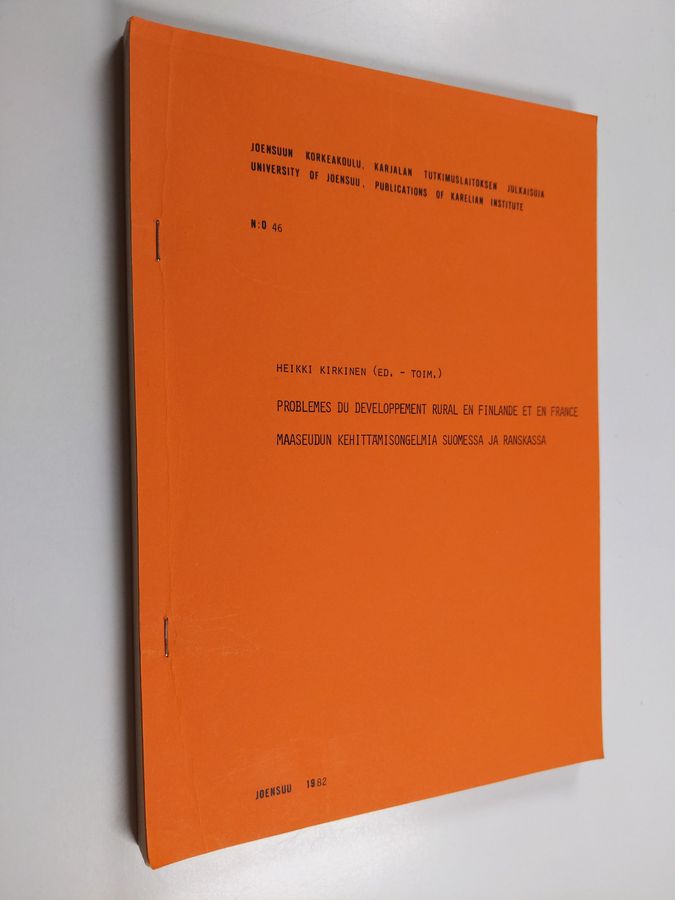 JOENSUUN KORKEAKOULU, KARJALAN TUTKIMUSLAITOKSEN JULKAISUJA
UNIVERSITY OF JOENSUU, PUBLICATIONS OF KARELIAN INSTITUTE
N:O 46
HEIKKI KIRKINEN (ED. - TOIM.)
PROBLEMES DU DEVELOPPEMENT RURAL EN FINLANDE ET EN FRANCE
MAASEUDUN KEHITTÄMISONGELMIA SUOMESSA JA RANSKASSA
JOENSUU 1982